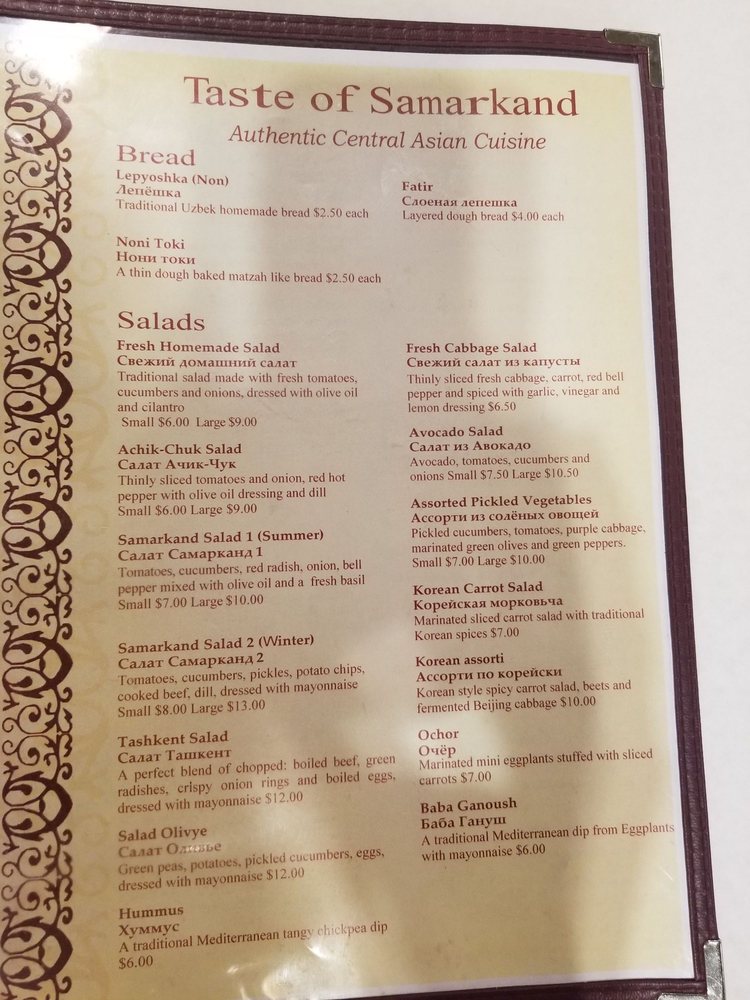 Taste of Samarkand
Authentic Central Asian Cuisine
Bread
Lepyoshka (Non)
Лепёшка
Traditional Uzbek homemade bread $2.50 each
Fatir
Слоеная лепешка
Layered dough bread $4.00 each
Noni Toki
Нони токи
A thin dough baked matzah like bread $2.50 each
Salads
Fresh Homemade Salad
Свежий домашний салат
Traditional salad made with fresh tomatoes,
cucumbers and onions, dressed with olive oil
and cilantro
Small $6.00 Large $9.00
Achik-Chuk Salad
Салат Ачик-Чук
Thinly sliced tomatoes and onion, red hot
pepper with olive oil dressing and dill
Small $6.00 Large $9.00
Samarkand Salad 1 (Summer)
Салат Самарканд 1
Tomatoes, cucumbers, red radish, onion, bell
pepper mixed with olive oil and a fresh basil
Small $7.00 Large $10.00
Samarkand Salad 2 (Winter)
Салат Самарканд 2
Tomatoes, cucumbers, pickles, potato chips,
cooked beef, dill, dressed with mayonnaise
Small $8.00 Large $13.00
Tashkent Salad
Салат Ташкент
A perfect blend of chopped: boiled beef, green
radishes, crispy onion rings and boiled eggs,
dressed with mayonnaise $12.00
Salad Olivye
Салат Оливье
Green peas, potatoes, pickled cucumbers, eggs,
dressed with mayonnaise $12.00
Hummus
Хуммус
A traditional Mediterranean tangy chickpea dip
$6.00
Fresh Cabbage Salad
Свежий салат из капусты
Thinly sliced fresh cabbage, carrot, red bell
pepper and spiced with garlic, vinegar and
lemon dressing $6.50
Avocado Salad
Салат из Авокадо
Avocado, tomatoes, cucumbers and
onions Small $7.50 Large $10.50
Assorted Pickled Vegetables
Ассорти из солёных овощей
Pickled cucumbers, tomatoes, purple cabbage,
marinated green olives and green peppers.
Small $7.00 Large $10.00
Korean Carrot Salad
Корейская морковьча
Marinated sliced carrot salad with traditional
Korean spices $7.00
Korean assorti
Ассорти по корейски
Korean style spicy carrot salad, beets and
fermented Beijing cabbage $10.00
Ochor
Очёр
Marinated mini eggplants stuffed with sliced
carrots $7.00
Baba Ganoush
Баба Гануш
A traditional Mediterranean dip from Eggplants
with mayonnaise $6.00